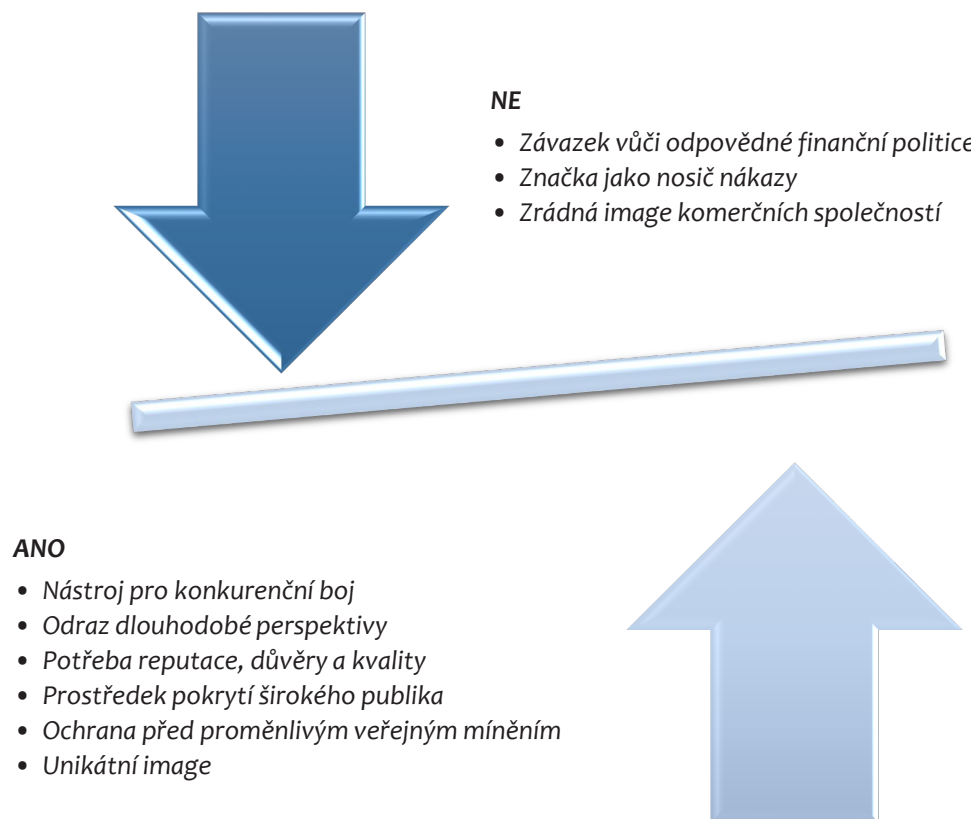 NE
• Závazek vůči odpovědné finanční politice
• Značka jako nosič nákazy
• Zrádná image komerčních společností
ANO
• Nástroj pro konkurenční boj
• Odraz dlouhodobé perspektivy
• Potřeba reputace, důvěry a kvality
• Prostředek pokrytí širokého publika
• Ochrana před proměnlivým veřejným míněním
• Unikátní image